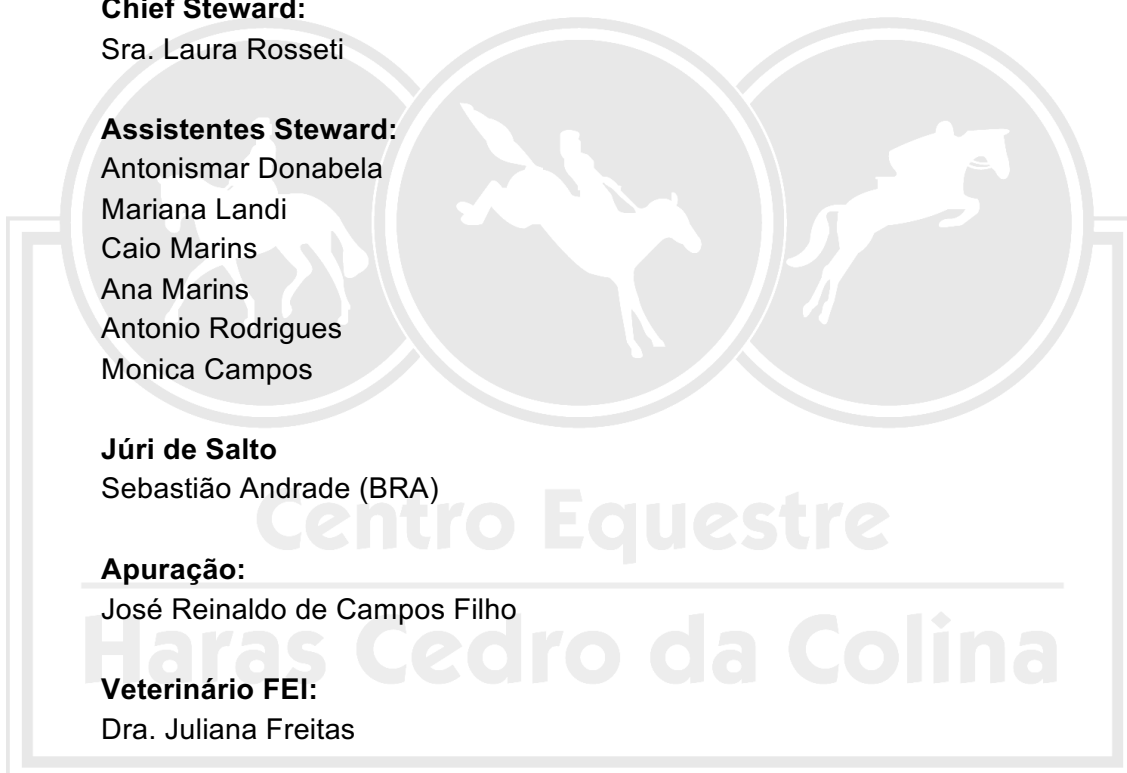 Chief Steward:
Sra. Laura Rosseti
Assistentes Steward:
Antonismar Donabela
Mariana Landi
Caio Marins
Ana Marins
Antonio Rodrigues
Monica Campos
Júri de Salto
Sebastião Andrade (BRA)
Centro Equestre
Apuração:
José Reinaldo de Campos Filho
Haras Cedro da Colina
Veterinário FEI:
Dra. Juliana Freitas